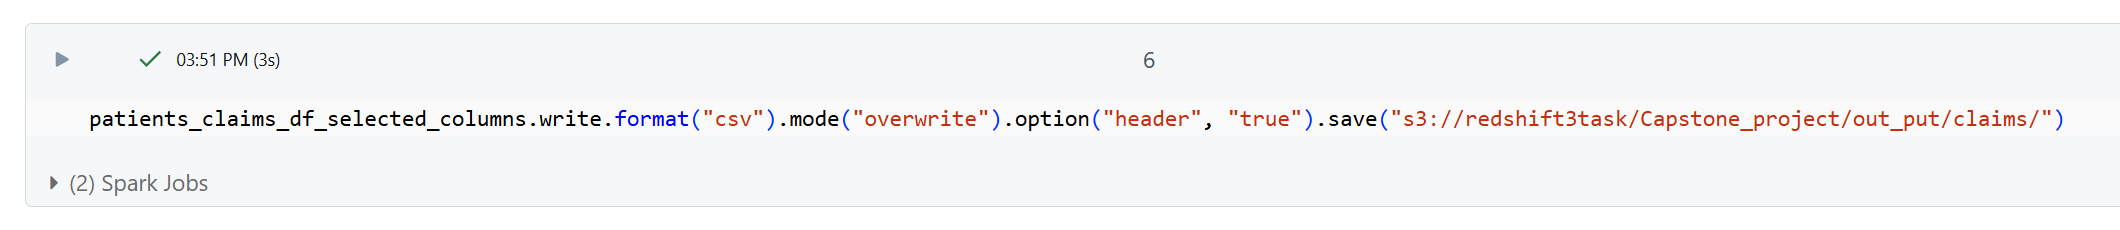 03:51 PM (3s)
6
patients_claims_df_selected_columns.write.format("csv").mode("overwrite").option("header", "true").save("s3://redshift3task/Capstone_project/out_put/claims/")
(2) Spark Jobs